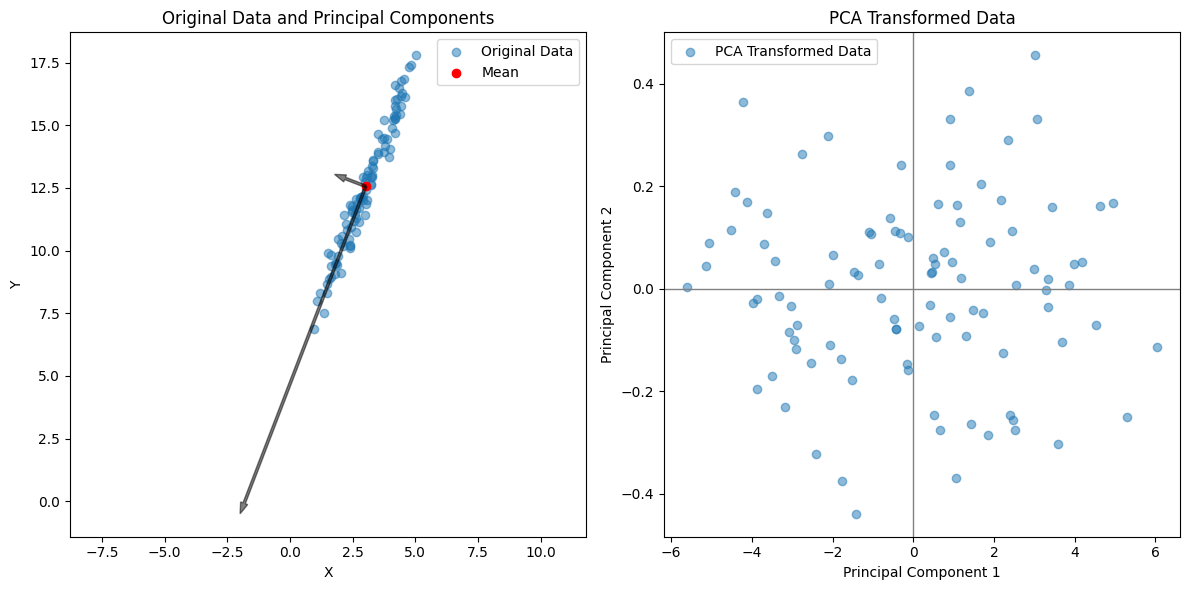 Original Data and Principal Components
Original Data
Mean
17.5
15.0
12.5
10.0
7.5
5.0
2.5
0.0
Y
−7.5 −5.0 −2.5 0.0 2.5 5.0 7.5 10.0
X
PCA Transformed Data
PCA Transformed Data
0.4
0.2
0.0
−0.2
−0.4
Principal Component 2
−6 −4 −2 0 2 4 6
Principal Component 1